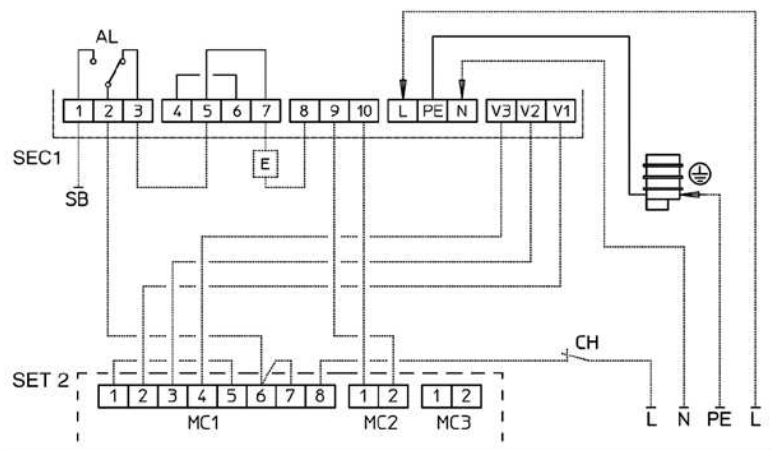 AL
1 2 3 4 5 6 7 8 9 10 L PE N V3 V2 V1
SEC1
E
SB
CH
SET 2
1 2 3 4 5 6 7 8 1 2 1 2
MC1 MC2 MC3
L N PE L